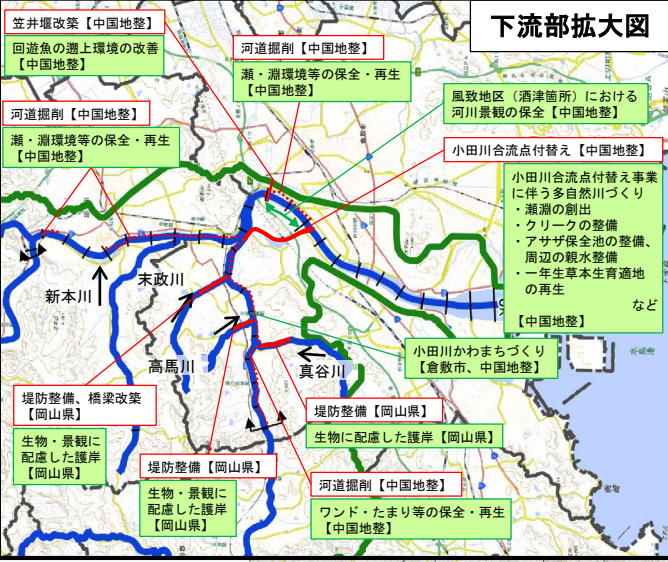 下流部拡大図
笠井堰改築【中国地整】
回遊魚の遡上環境の改善
【中国地整】
河道掘削【中国地整】
瀬・淵環境等の保全・再生
【中国地整】
風致地区（酒津箇所）における
河川景観の保全【中国地整】
河道掘削【中国地整】
瀬・淵環境等の保全・再生
【中国地整】
小田川合流点付替え【中国地整】
小田川合流点付替え事業
に伴う多自然川づくり
・瀬淵の創出
・クリークの整備
・アサザ保全池の整備、
周辺の親水整備
・一年生草本生育適地
の再生
など
【中国地整】
新本川
末政川
高馬川
真谷川
小田川かわまちづくり
【倉敷市、中国地整】
堤防整備、橋梁改築
【岡山県】
生物・景観に
配慮した護岸
【岡山県】
堤防整備【岡山県】
生物に配慮した護岸【岡山県】
堤防整備【岡山県】
生物・景観に
配慮した護岸
【岡山県】
河道掘削【中国地整】
ワンド・たまり等の保全・再生
【中国地整】